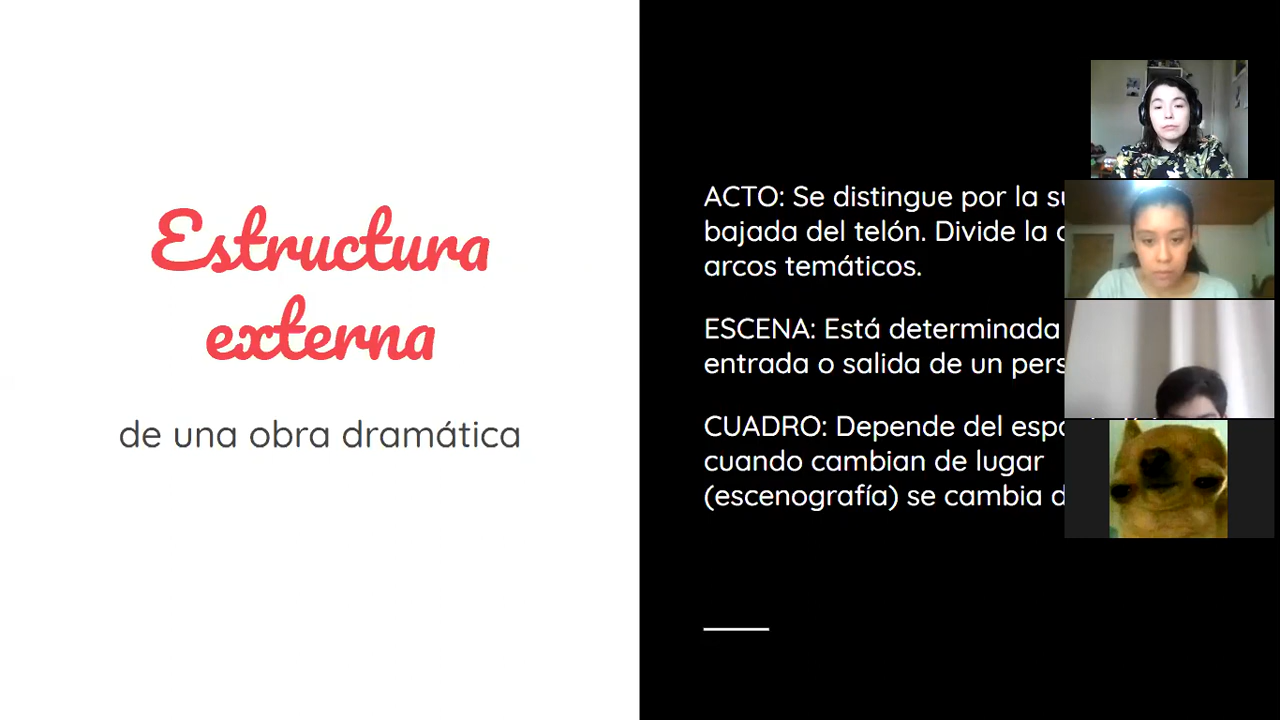 Estructura
externa
de una obra dramática
ACTO: Se distingue por la
bajada del telón. Divide la
arcos temáticos.
ESCENA: Está determinada
entrada o salida de un
CUADRO: Depende del
cuando cambian de lugar
(escenografía) se cambia